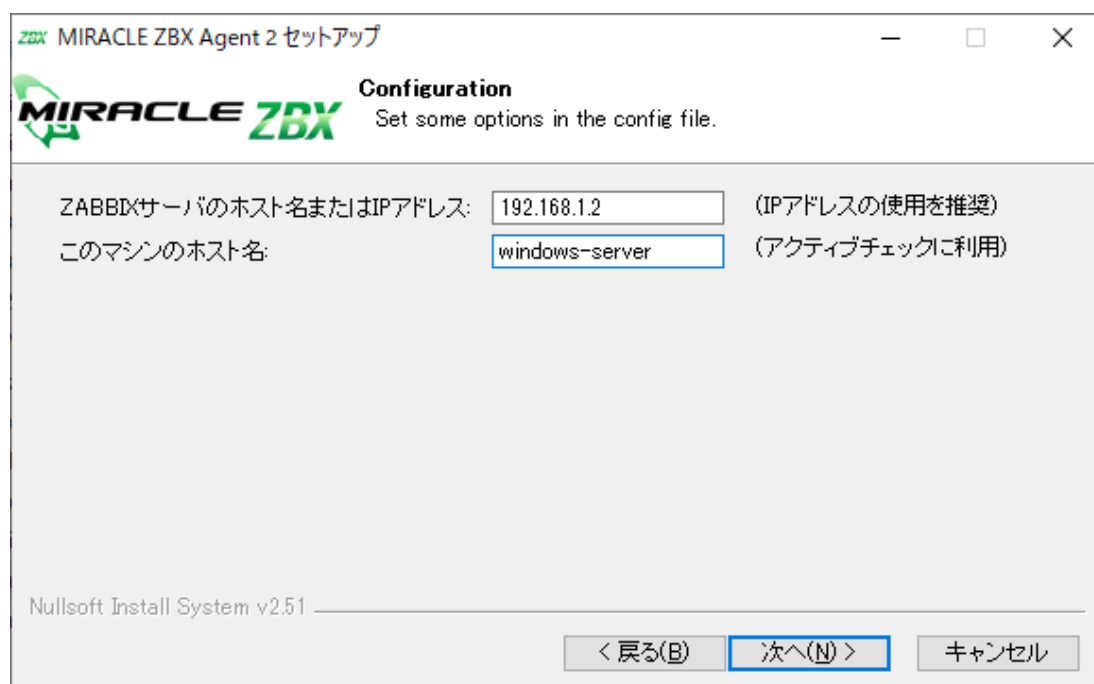 ZBX MIRACLE ZBX Agent 2 セットアップ
MIRACLE ZBX
Configuration
Set some options in the config file.
ZABBIXサーバのホスト名またはIPアドレス: 192.168.1.2 (IPアドレスの使用を推奨)
このマシンのホスト名: windows-server (アクティブチェックに利用)
Nullsoft Install System v2.51
< 戻る(B) 次へ(N) > キャンセル